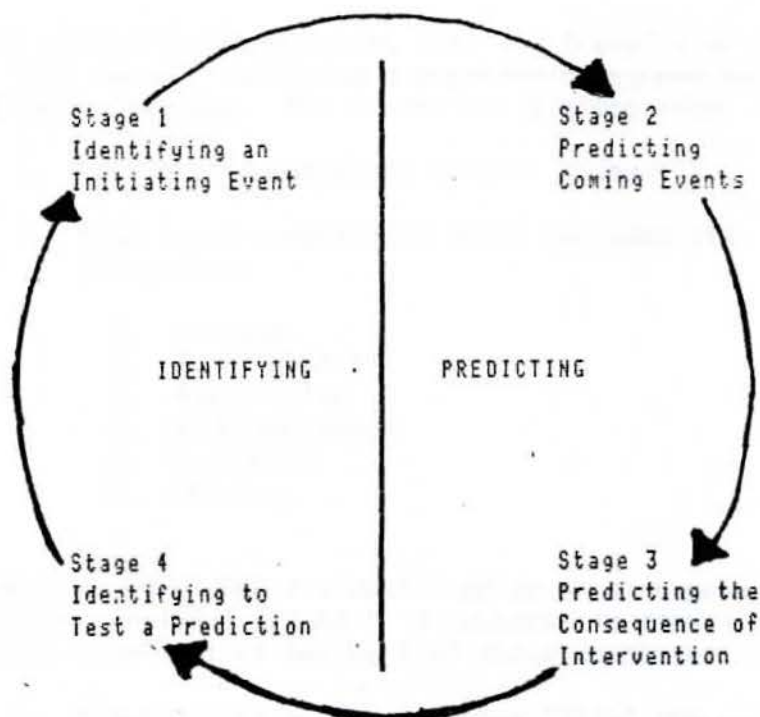 Stage 1
Identifying an
Initiating Event
Stage 2
Predicting
Coming Events
IDENTIFYING
PREDICTING
Stage 4
Identifying to
Test a Prediction
Stage 3
Predicting the
Consequence of
Intervention